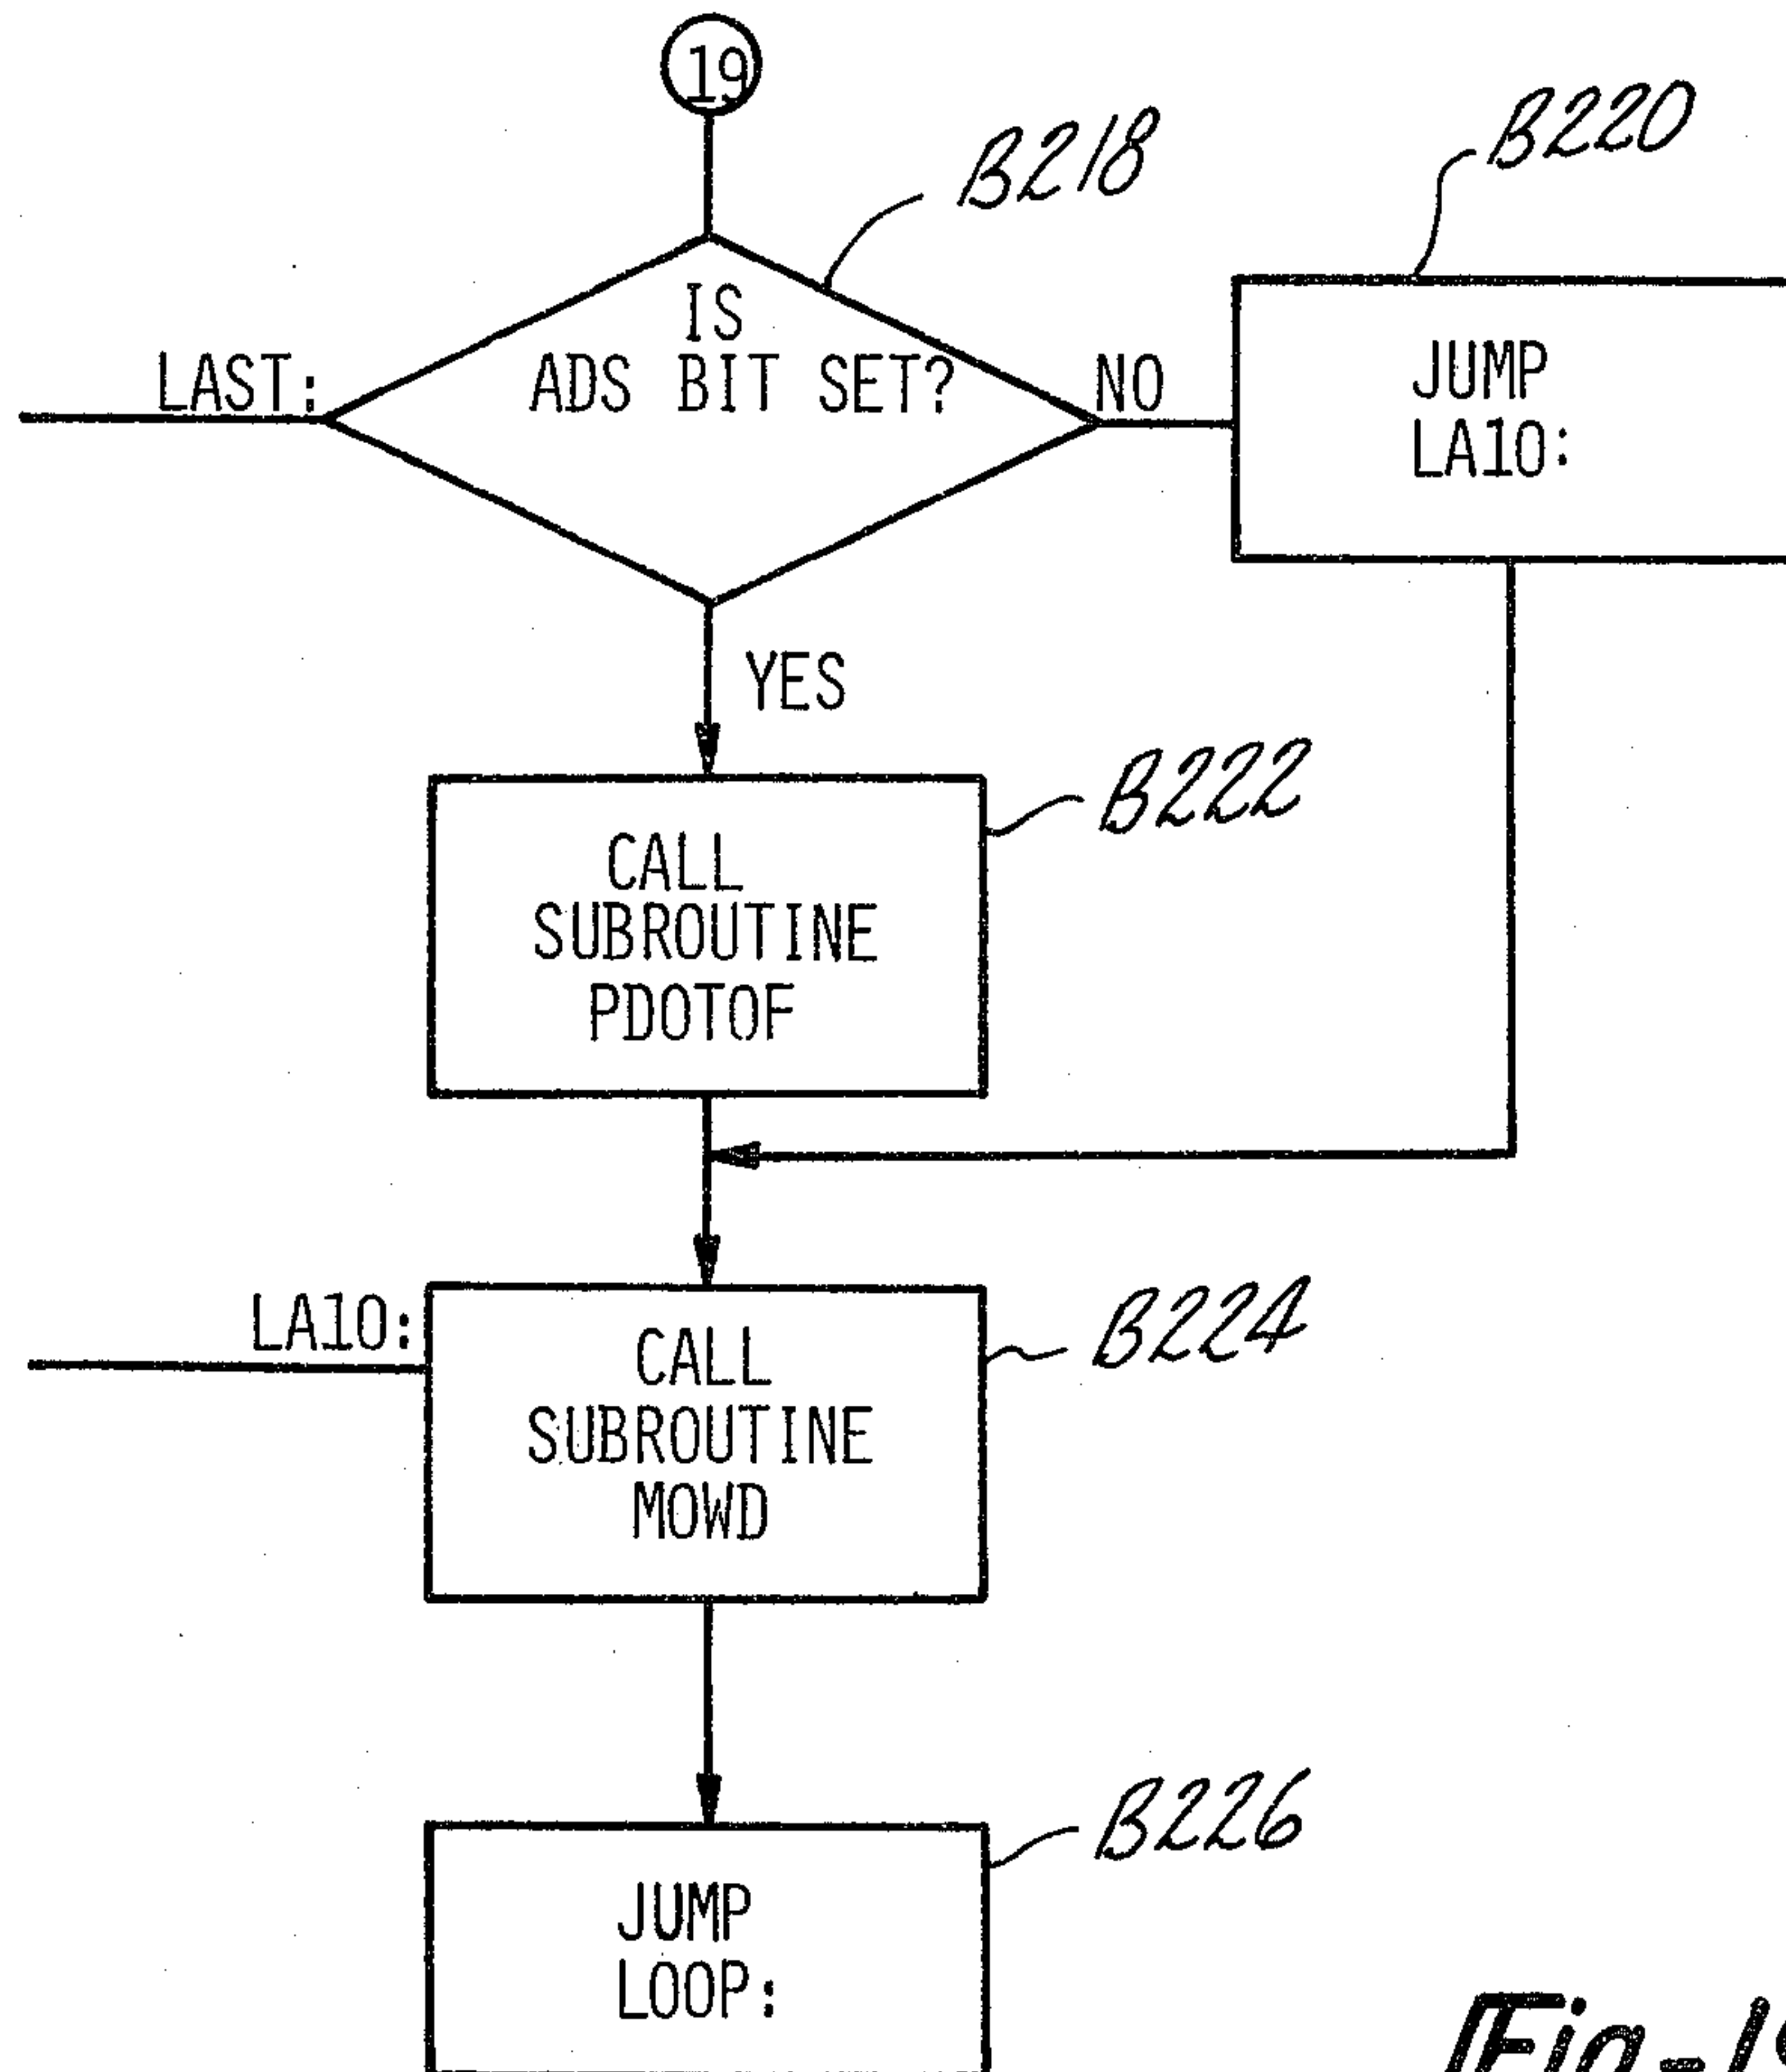 19
B218
B220
IS
ADS BIT SET?
LAST:
NO
JUMP
LA10:
YES
B222
CALL
SUBROUTINE
PDOTOF
LA10:
B224
CALL
SUBROUTINE
MOWD
B226
JUMP
LOOP: